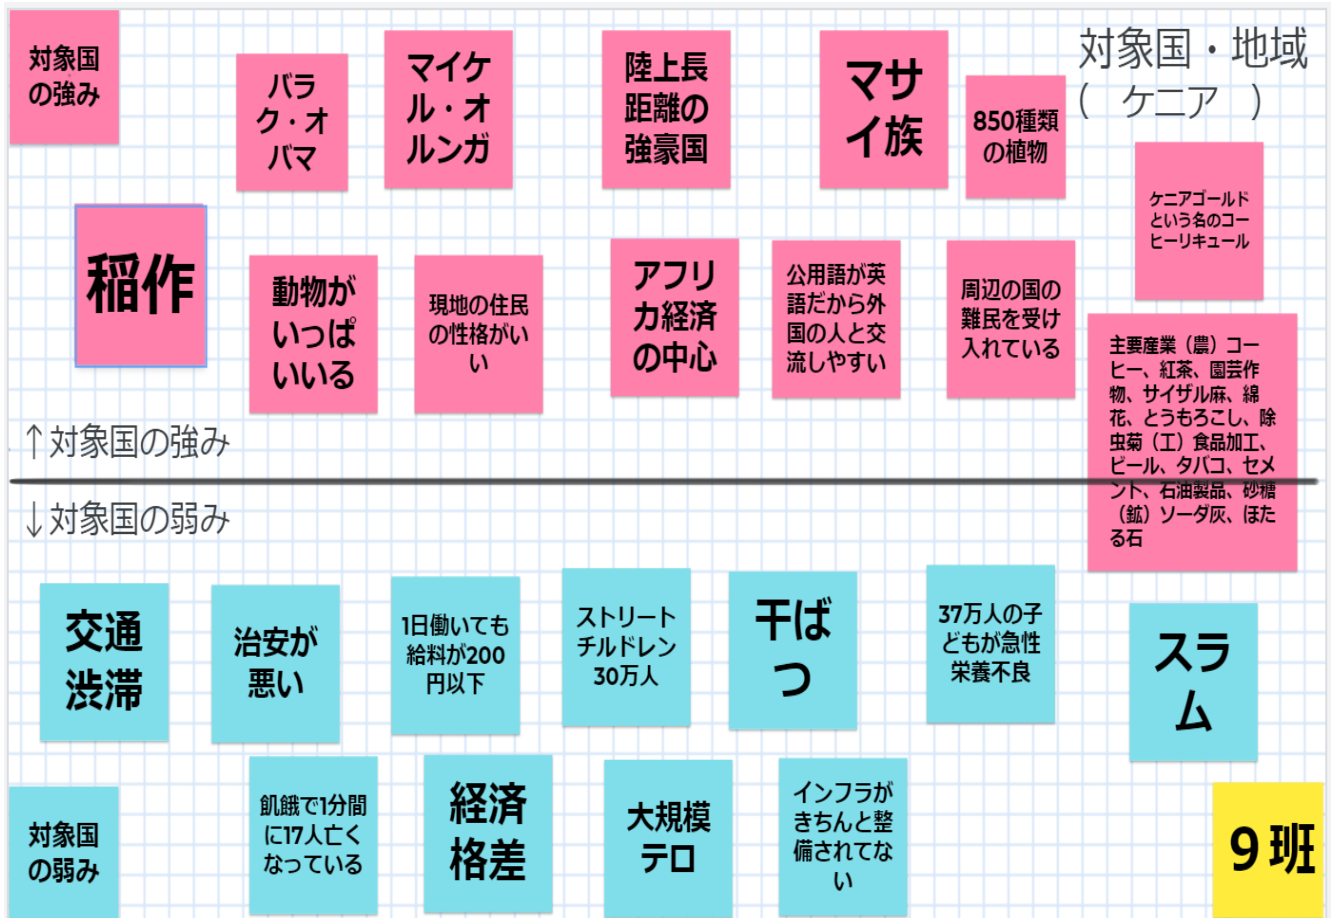 対象国
の強み
バラ
ク・オ
バマ
マイケ
ル・オ
ルンガ
陸上長
距離の
強豪国
マサ
イ族
850種類
の植物
対象国・地域
(　ケニア　)
ケニアゴールド
という名のコー
ヒーリキュール
稲作
動物が
いっぱ
いいる
現地の住民
の性格がい
い
アフリ
カ経済
の中心
公用語が英
語だから外
国の人と交
流しやすい
周辺の国の
難民を受け
入れている
主要産業（農）コー
ヒー、紅茶、園芸作
物、サイザル麻、綿
花、とうもろこし、除
虫菊（工）食品加工、
ビール、タバコ、セメ
ント、石油製品、砂糖
（鉱）ソーダ灰、ほた
る石
↑対象国の強み
↓対象国の弱み
交通
渋滞
治安が
悪い
1日働いても
給料が200
円以下
ストリート
チルドレン
30万人
干ば
つ
37万人の子
どもが急性
栄養不良
スラ
ム
対象国
の弱み
飢餓で1分間
に17人亡く
なっている
経済
格差
大規模
テロ
インフラが
きちんと整
備されてな
い
９班